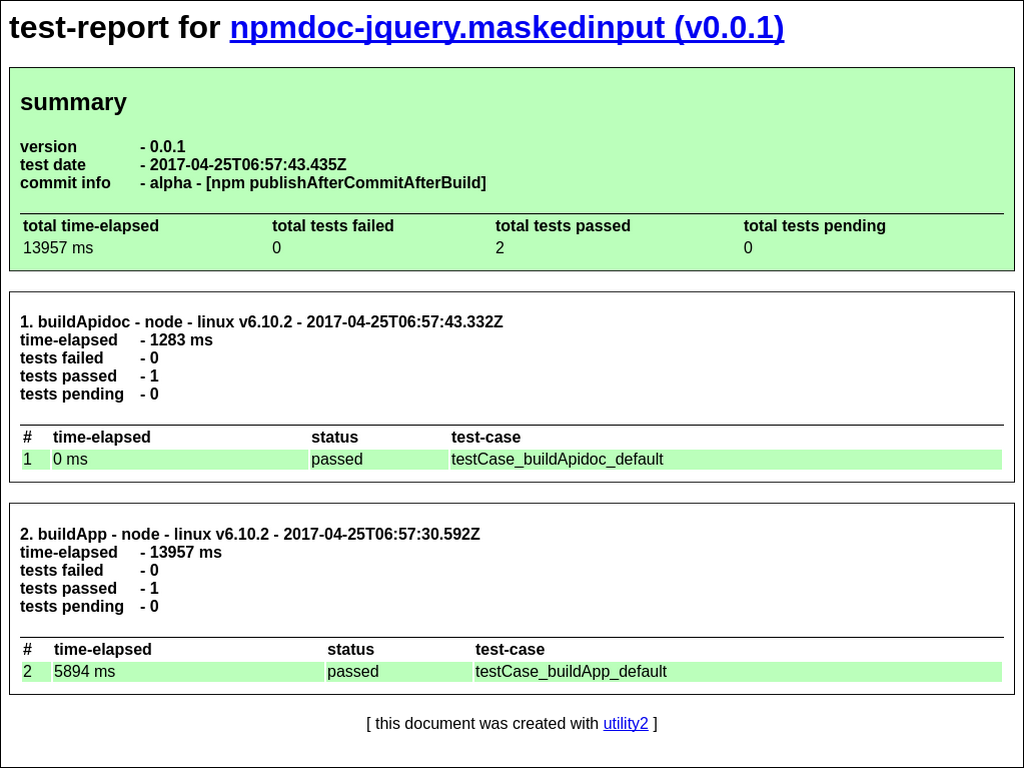 test-report for npmdoc-jquery.maskedinput (v0.0.1)
summary
version - 0.0.1
test date - 2017-04-25T06:57:43.435Z
commit info - alpha - [npm publishAfterCommitAfterBuild]
total time-elapsed total tests failed total tests passed total tests pending
13957 ms 0 2 0
1. buildApidoc - node - linux v6.10.2 - 2017-04-25T06:57:43.332Z
time-elapsed - 1283 ms
tests failed - 0
tests passed - 1
tests pending - 0
# time-elapsed status test-case
1 0 ms passed testCase_buildApidoc_default
2. buildApp - node - linux v6.10.2 - 2017-04-25T06:57:30.592Z
time-elapsed - 13957 ms
tests failed - 0
tests passed - 1
tests pending - 0
# time-elapsed status test-case
2 5894 ms passed testCase_buildApp_default
[ this document was created with utility2 ]